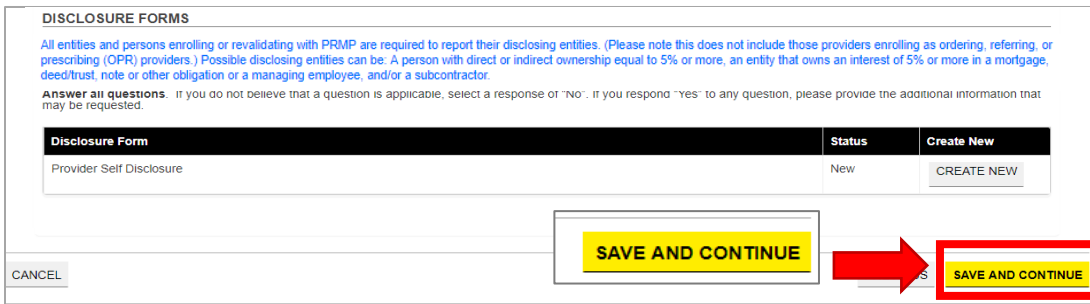 DISCLOSURE FORMS
All entities and persons enrolling or revalidating with PRMP are required to report their disclosing entities. (Please note this does not include those providers enrolling as ordering, referring, or
prescribing (OPR) providers.) Possible disclosing entities can be: A person with direct or indirect ownership equal to 5% or more, an entity that owns an interest of 5% or more in a mortgage,
deed/trust, note or other obligation or a managing employee, and/or a subcontractor.
Answer all questions. If you do not believe that a question is applicable, select a response of "No". If you respond "Yes" to any question, please provide the additional information that
may be requested.
Disclosure Form Status Create New
Provider Self Disclosure New CREATE NEW
SAVE AND CONTINUE
CANCEL SAVE AND CONTINUE